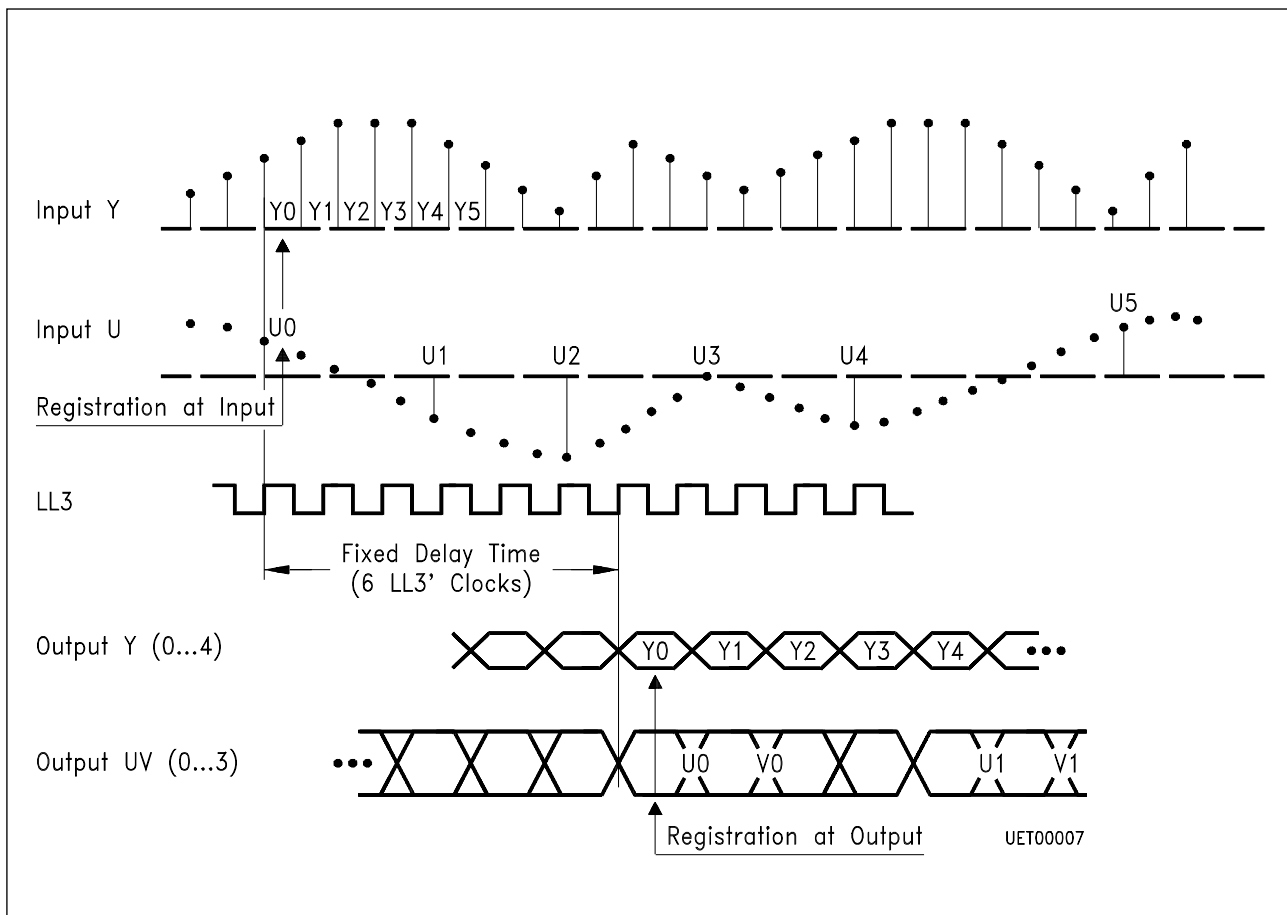 Input Y
Y0 Y1 Y2 Y3 Y4 Y5
Input U
U0
U1
U2
U3
U4
U5
Registration at Input
LL3
Fixed Delay Time
(6 LL3' Clocks)
Output Y (0...4)
Y0 Y1 Y2 Y3 Y4
Output UV (0...3)
U0 V0 U1 V1
Registration at Output
UET00007